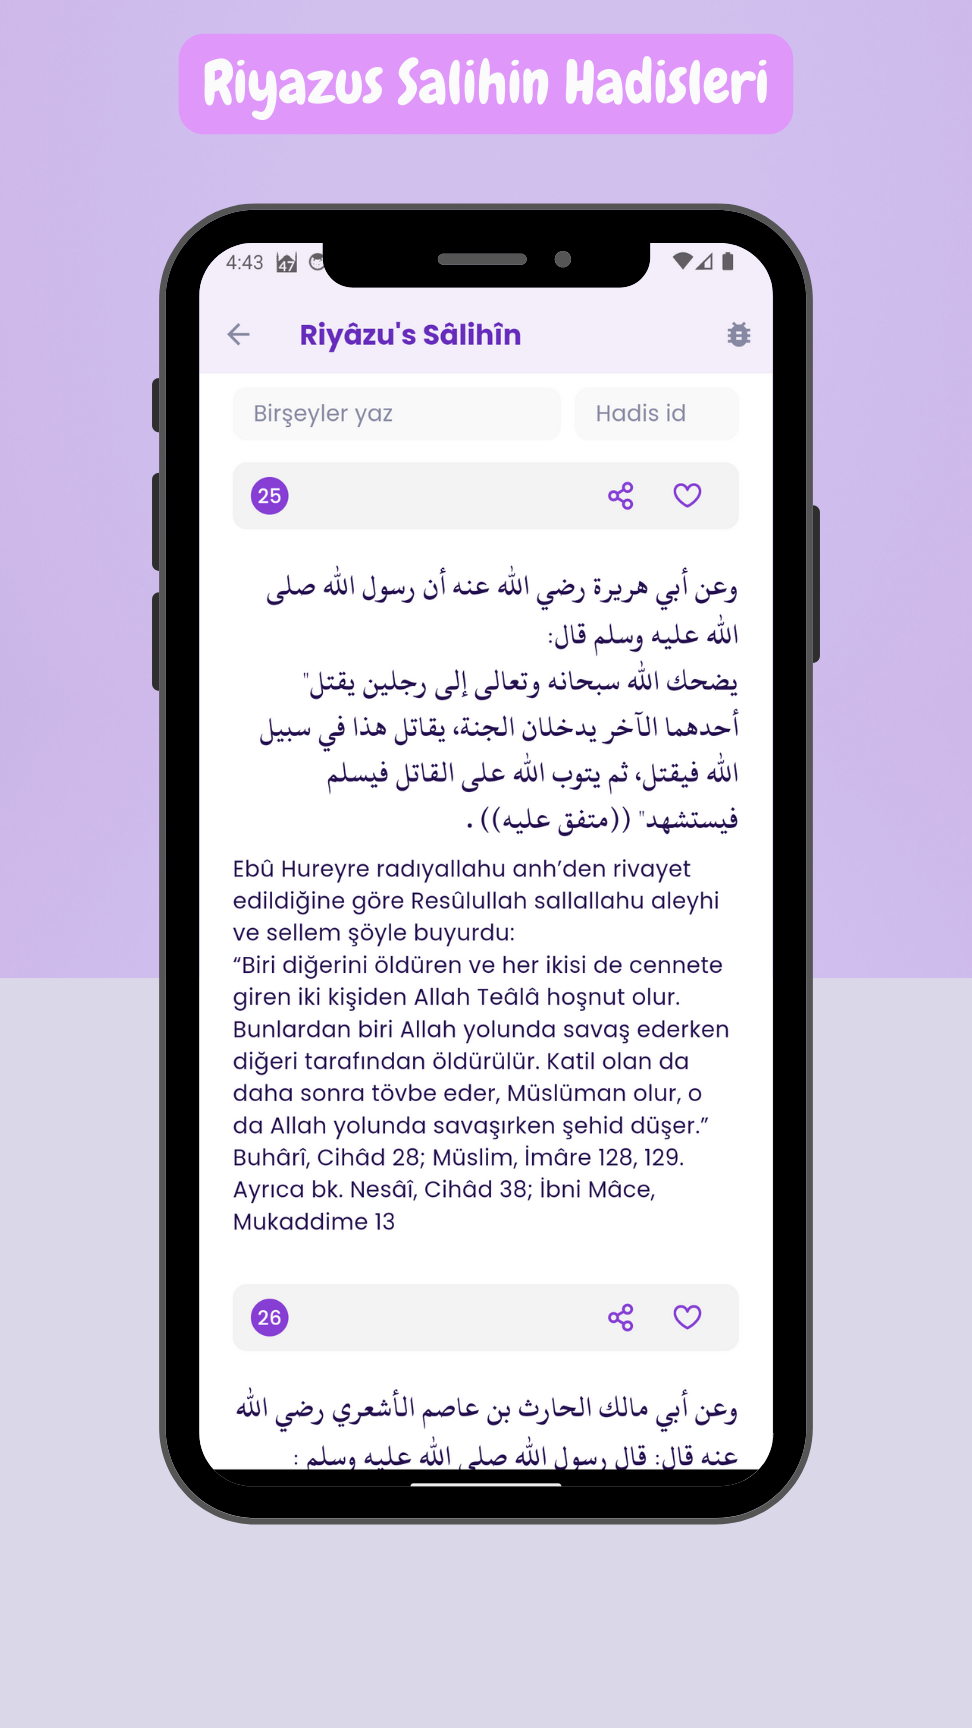 Riyazus Salihin Hadisleri
4:43
47
Riyâzu's Sâlihîn
Birşeyler yaz
Hadis id
25
وعن أبي هريرة رضي الله عنه أن رسول الله صلى
الله عليه وسلم قال:
يضحك الله سبحانه وتعالى إلى رجلين يقتل"
أحدهما الآخر يدخلان الجنة، يقاتل هذا في سبيل
الله فيقتل، ثم يتوب الله على القاتل فيسلم
فيستشهد" ((متفق عليه)) .
Ebû Hureyre radıyallahu anh’den rivayet
edildiğine göre Resûlullah sallallahu aleyhi
ve sellem şöyle buyurdu:
“Biri diğerini öldüren ve her ikisi de cennete
giren iki kişiden Allah Teâlâ hoşnut olur.
Bunlardan biri Allah yolunda savaş ederken
diğeri tarafından öldürülür. Katil olan da
daha sonra tövbe eder, Müslüman olur, o
da Allah yolunda savaşırken şehid düşer.”
Buhârî, Cihâd 28; Müslim, İmâre 128, 129.
Ayrıca bk. Nesâî, Cihâd 38; İbni Mâce,
Mukaddime 13
26
وعن أبي مالك الحارث بن عاصم الأشعري رضي الله
عنه قال: قال رسول الله صلى الله عليه وسلم :